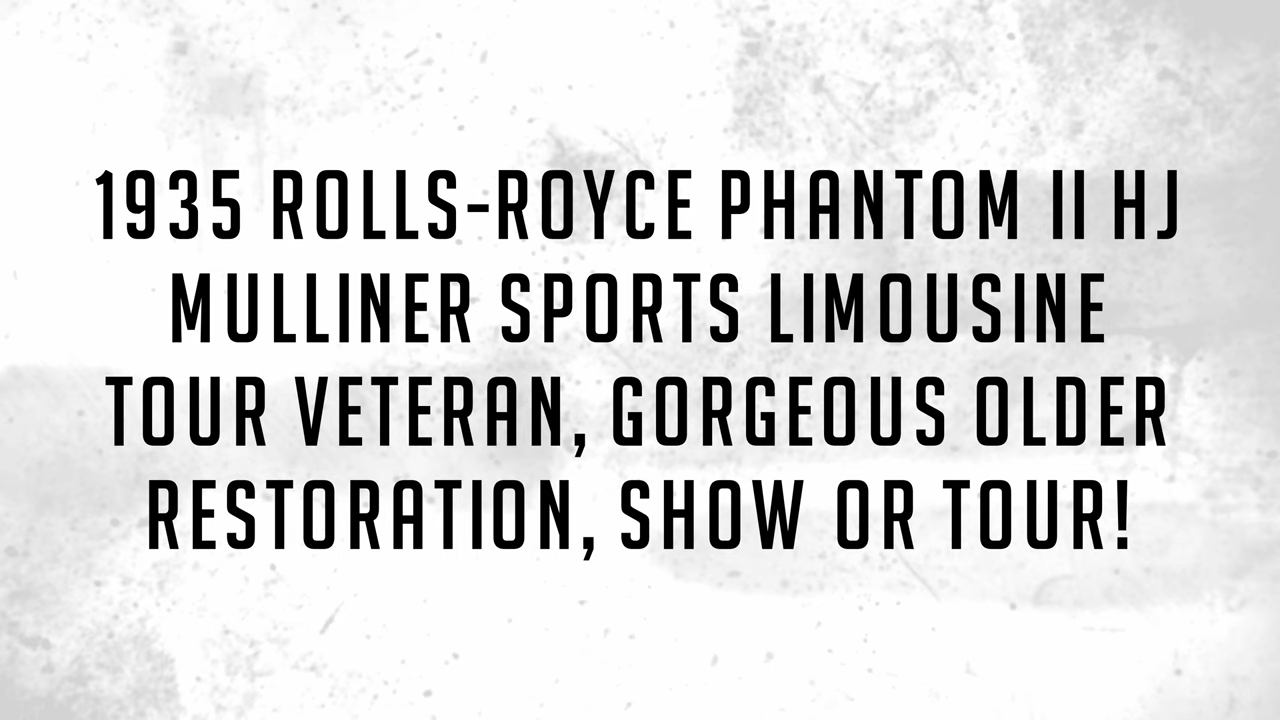 1935 ROLLS-ROYCE PHANTOM II HJ
MULLINER SPORTS LIMOUSINE
TOUR VETERAN, GORGEOUS OLDER
RESTORATION, SHOW OR TOUR!